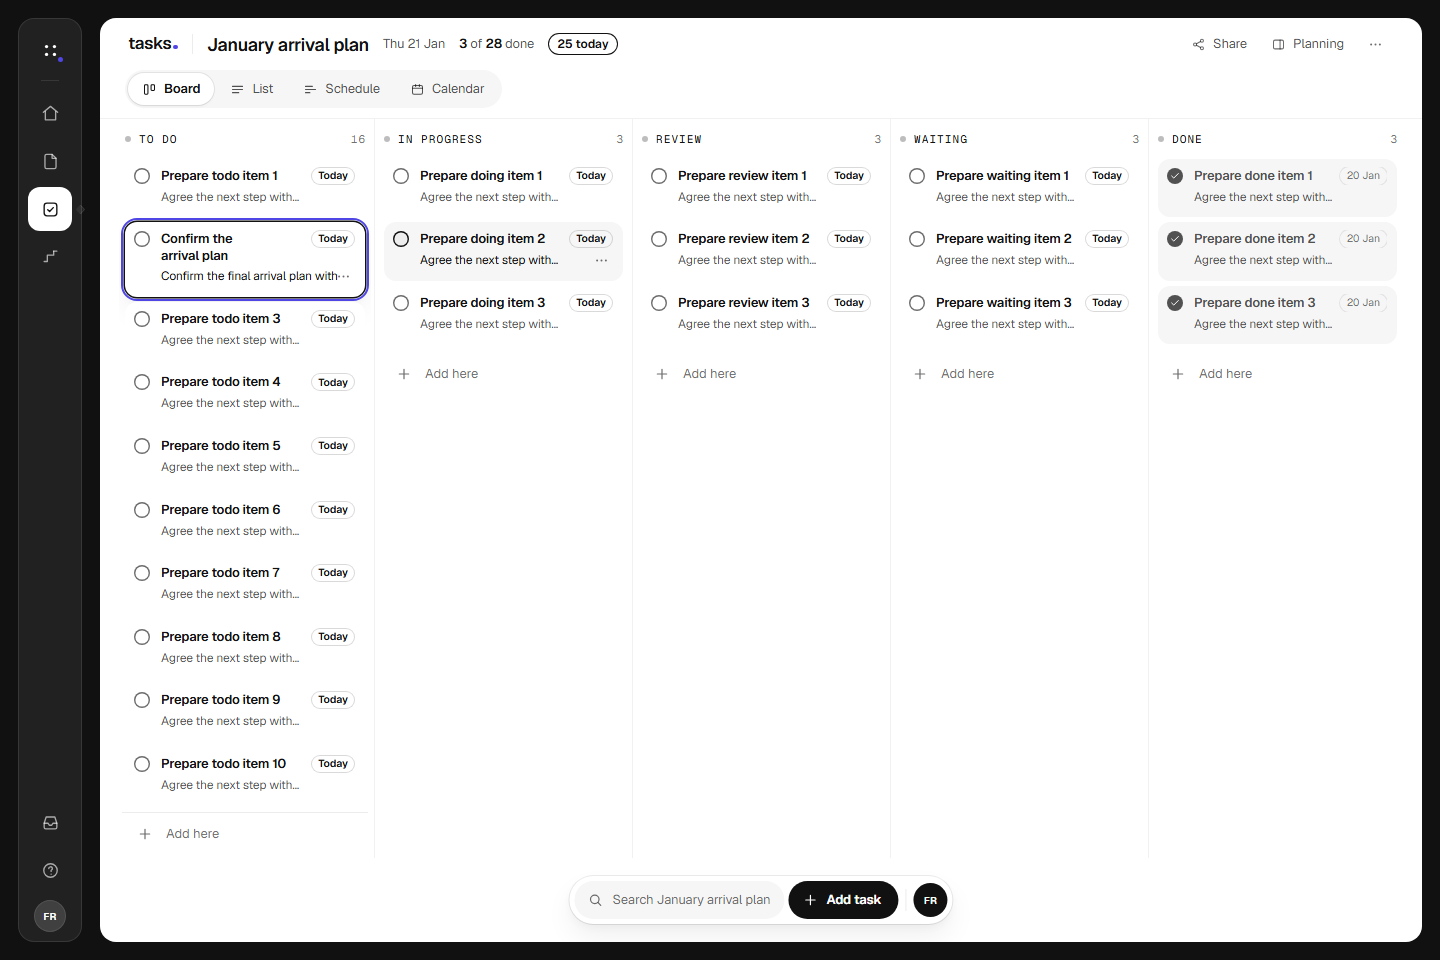 tasks.
January arrival plan
Thu 21 Jan
3 of 28 done
25 today
Share
Planning
Board
List
Schedule
Calendar
TO DO
16
Prepare todo item 1
Today
Agree the next step with...
Confirm the
arrival plan
Today
Confirm the final arrival plan with...
Prepare todo item 3
Today
Agree the next step with...
Prepare todo item 4
Today
Agree the next step with...
Prepare todo item 5
Today
Agree the next step with...
Prepare todo item 6
Today
Agree the next step with...
Prepare todo item 7
Today
Agree the next step with...
Prepare todo item 8
Today
Agree the next step with...
Prepare todo item 9
Today
Agree the next step with...
Prepare todo item 10
Today
Agree the next step with...
Add here
IN PROGRESS
3
Prepare doing item 1
Today
Agree the next step with...
Prepare doing item 2
Today
Agree the next step with...
Prepare doing item 3
Today
Agree the next step with...
Add here
REVIEW
3
Prepare review item 1
Today
Agree the next step with...
Prepare review item 2
Today
Agree the next step with...
Prepare review item 3
Today
Agree the next step with...
Add here
WAITING
3
Prepare waiting item 1
Today
Agree the next step with...
Prepare waiting item 2
Today
Agree the next step with...
Prepare waiting item 3
Today
Agree the next step with...
Add here
DONE
3
Prepare done item 1
20 Jan
Agree the next step with...
Prepare done item 2
20 Jan
Agree the next step with...
Prepare done item 3
20 Jan
Agree the next step with...
Add here
FR
Search January arrival plan
Add task
FR